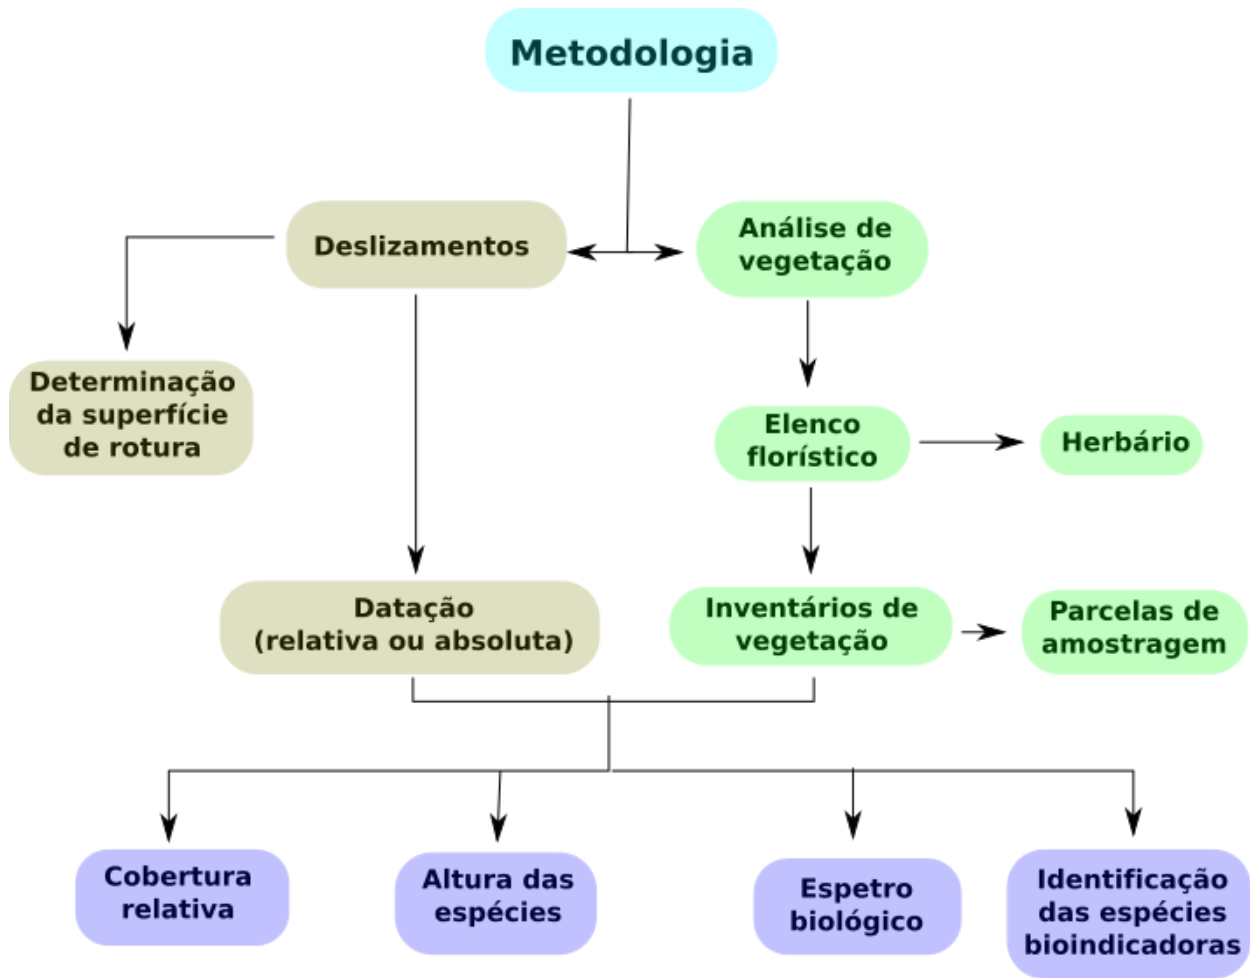 Metodologia
Deslizamentos
Análise de
vegetação
Determinação
da superfície
de rotura
Elenco
florístico
Herbário
Datação
(relativa ou absoluta)
Inventários de
vegetação
Parcelas de
amostragem
Cobertura
relativa
Altura das
espécies
Espetro
biológico
Identificação
das espécies
bioindicadoras